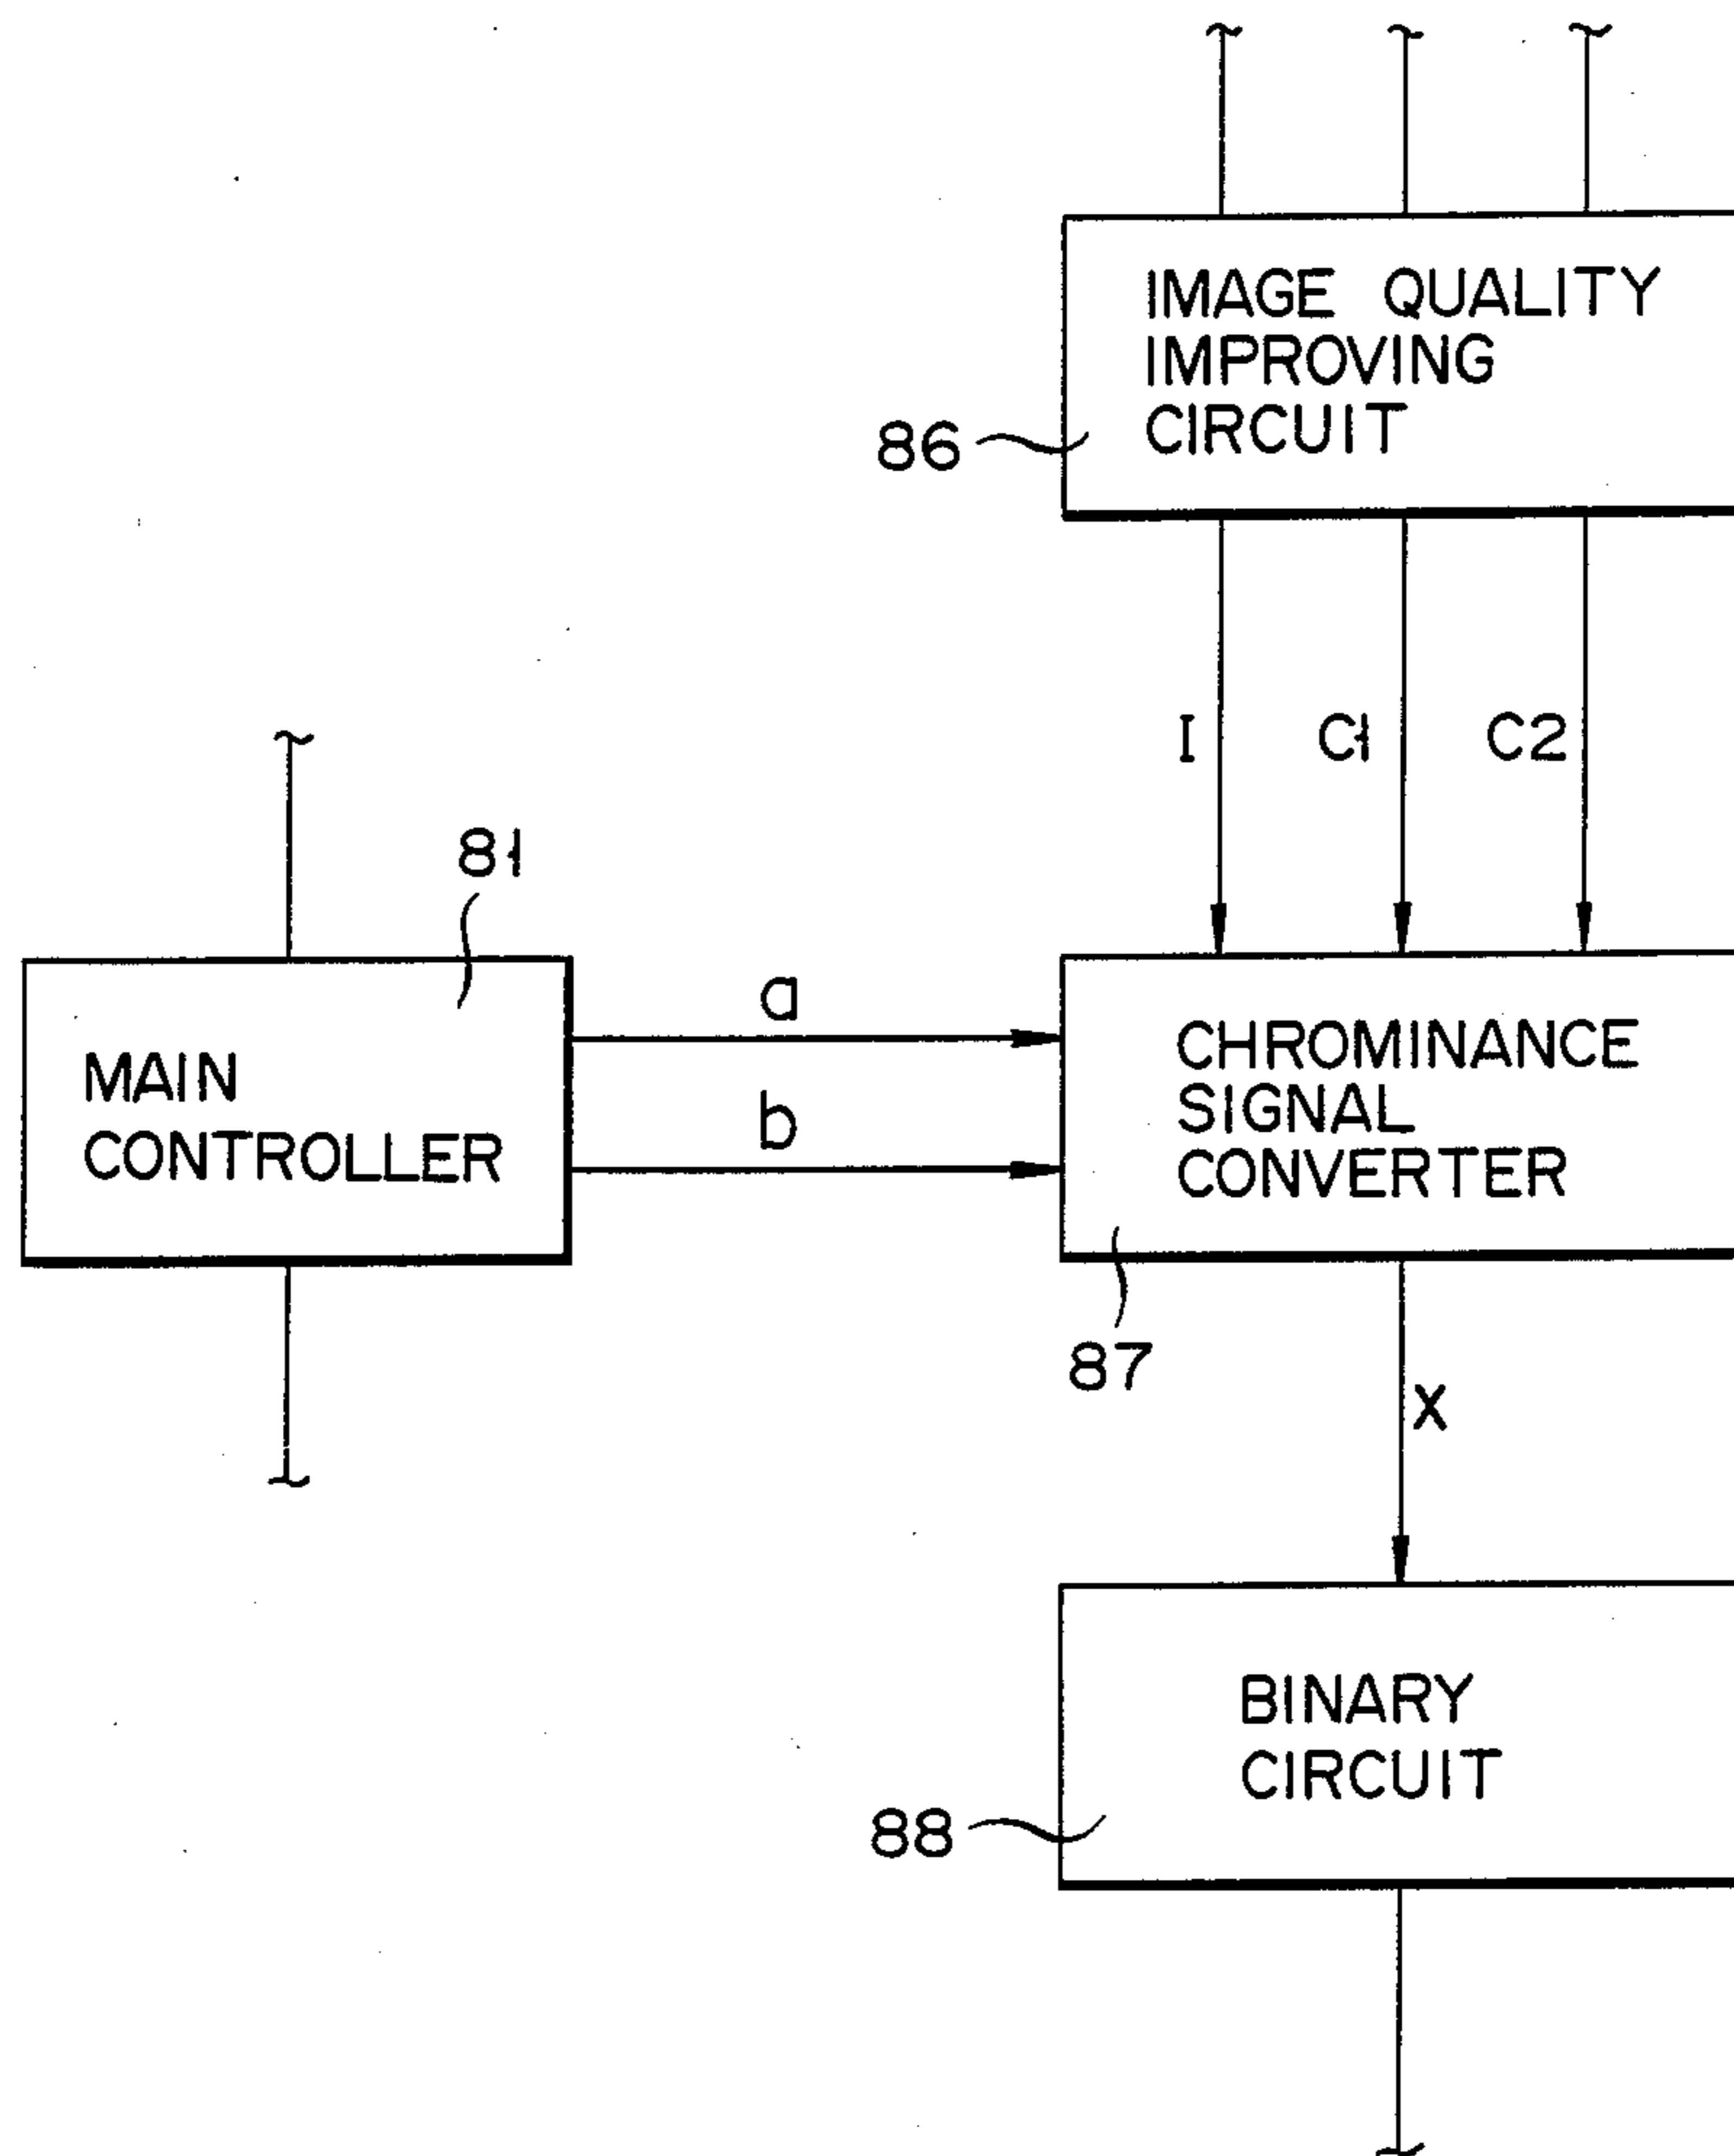 IMAGE QUALITY
IMPROVING
CIRCUIT
86
I
C1
C2
81
MAIN
CONTROLLER
a
b
CHROMINANCE
SIGNAL
CONVERTER
87
X
BINARY
CIRCUIT
88